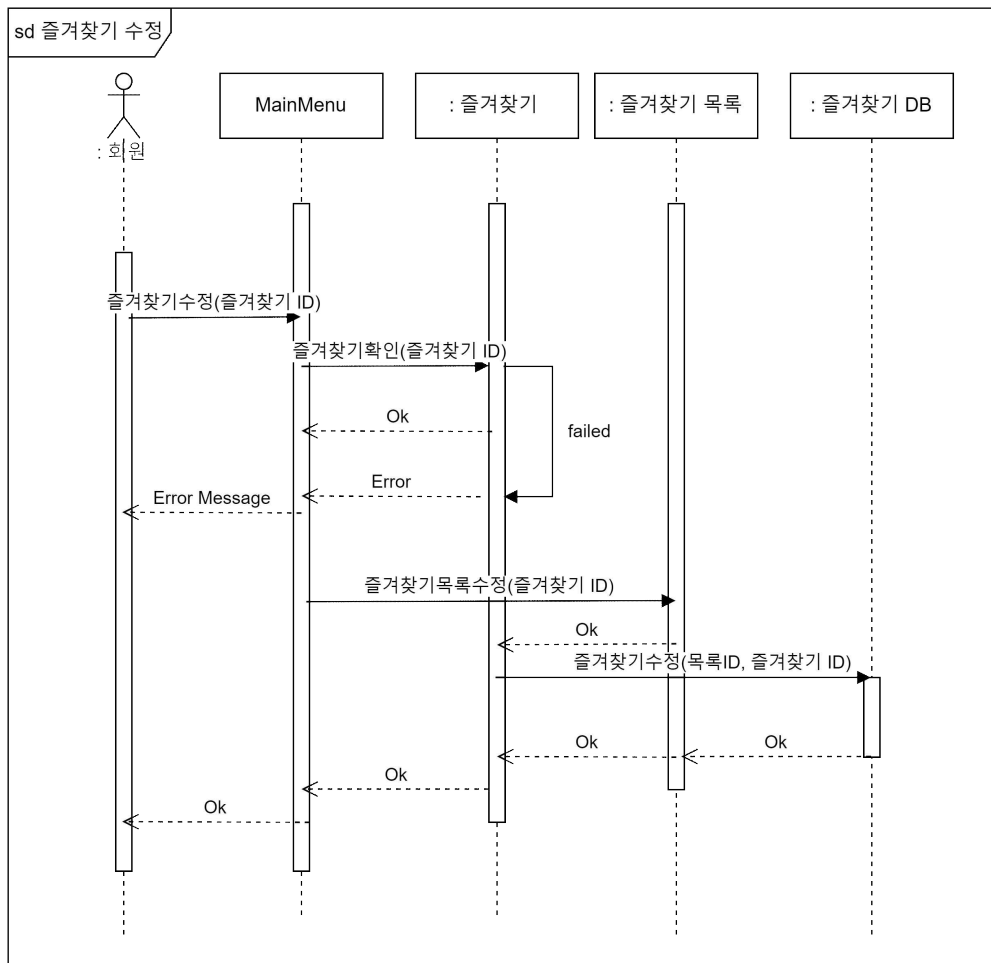 sd 즐겨찾기 수정
: 회원
MainMenu
: 즐겨찾기
: 즐겨찾기 목록
: 즐겨찾기 DB
즐겨찾기수정(즐겨찾기 ID)
즐겨찾기확인(즐겨찾기 ID)
Ok
failed
Error
Error Message
즐겨찾기목록수정(즐겨찾기 ID)
Ok
즐겨찾기수정(목록ID, 즐겨찾기 ID)
Ok
Ok
Ok
Ok